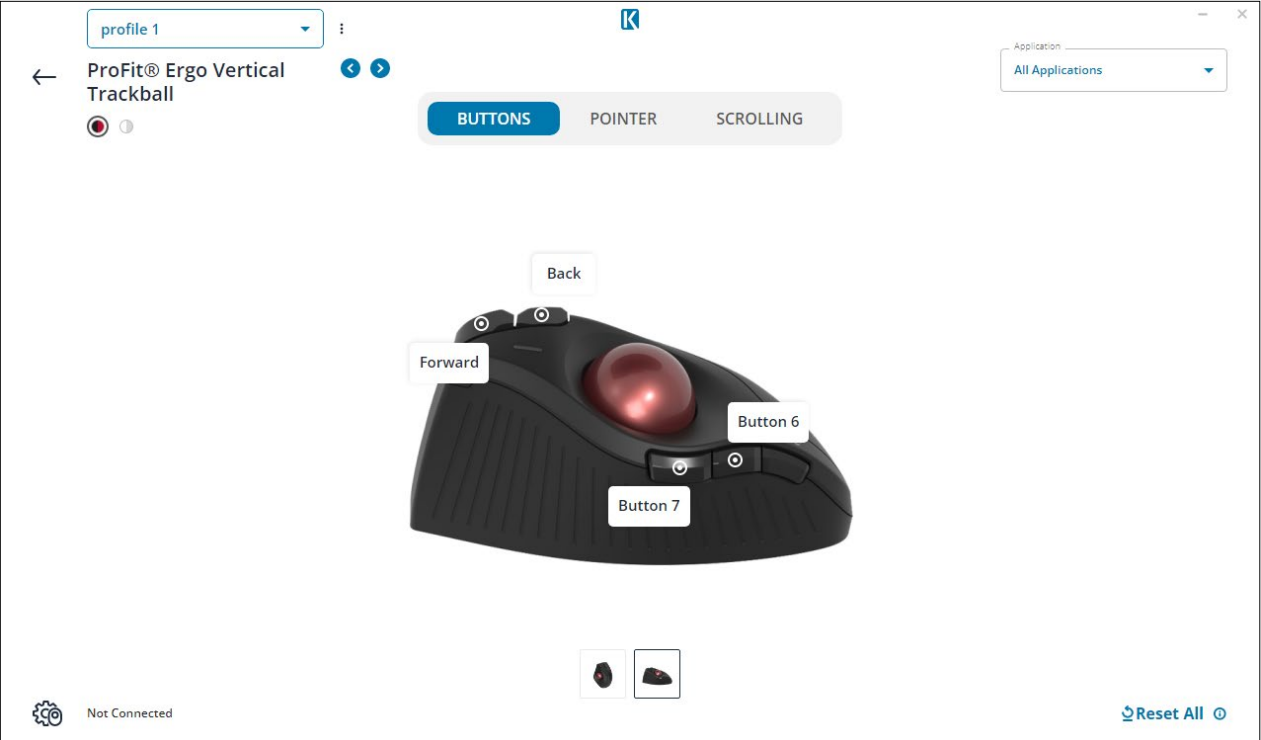 profile 1
K
Application
All Applications
ProFit® Ergo Vertical
Trackball
BUTTONS
POINTER
SCROLLING
Back
Forward
Button 6
Button 7
Not Connected
Reset All